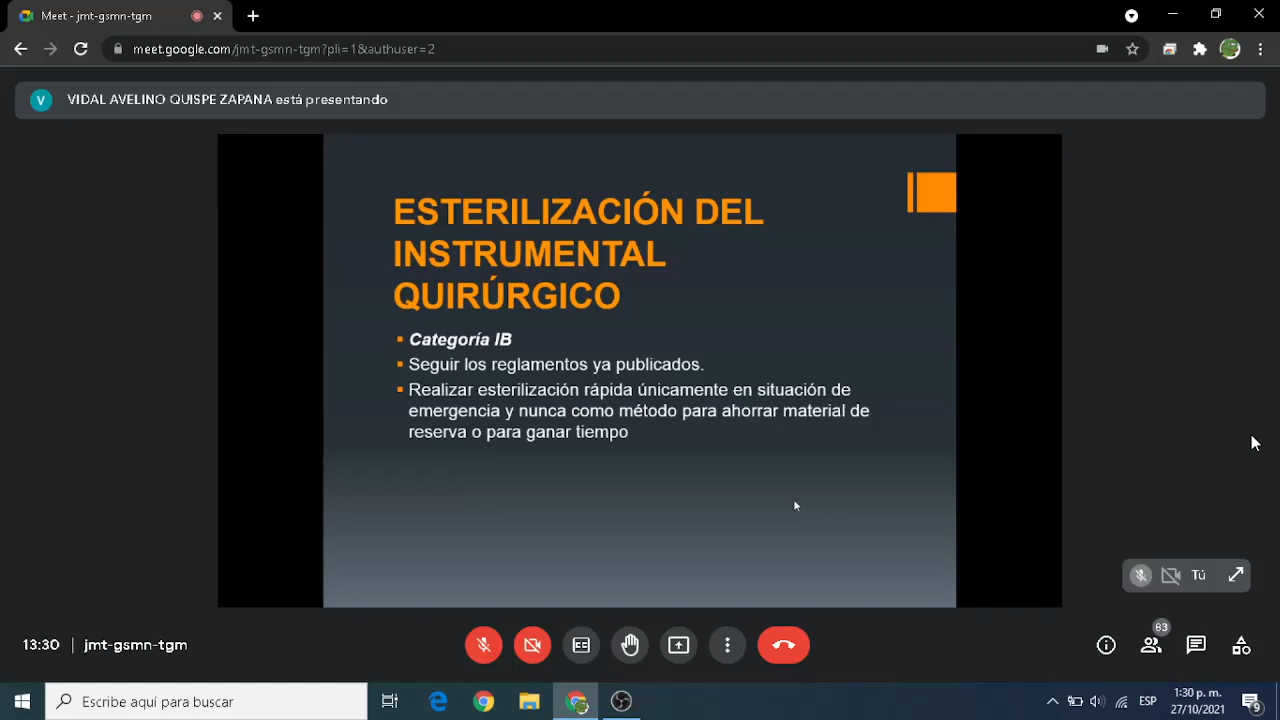 Meet - jmt-gsmn-tgm
meet.google.com/jmt-gsmn-tgm?pli=1&authuser=2
V VIDAL AVELINO QUISPE ZAPANA está presentando
ESTERILIZACIÓN DEL
INSTRUMENTAL
QUIRÚRGICO
Categoría IB
Seguir los reglamentos ya publicados.
Realizar esterilización rápida únicamente en situación de
emergencia y nunca como método para ahorrar material de
reserva o para ganar tiempo
Tú
13:30 | jmt-gsmn-tgm
83
Escribe aquí para buscar
ESP
1:30 p. m.
27/10/2021
9